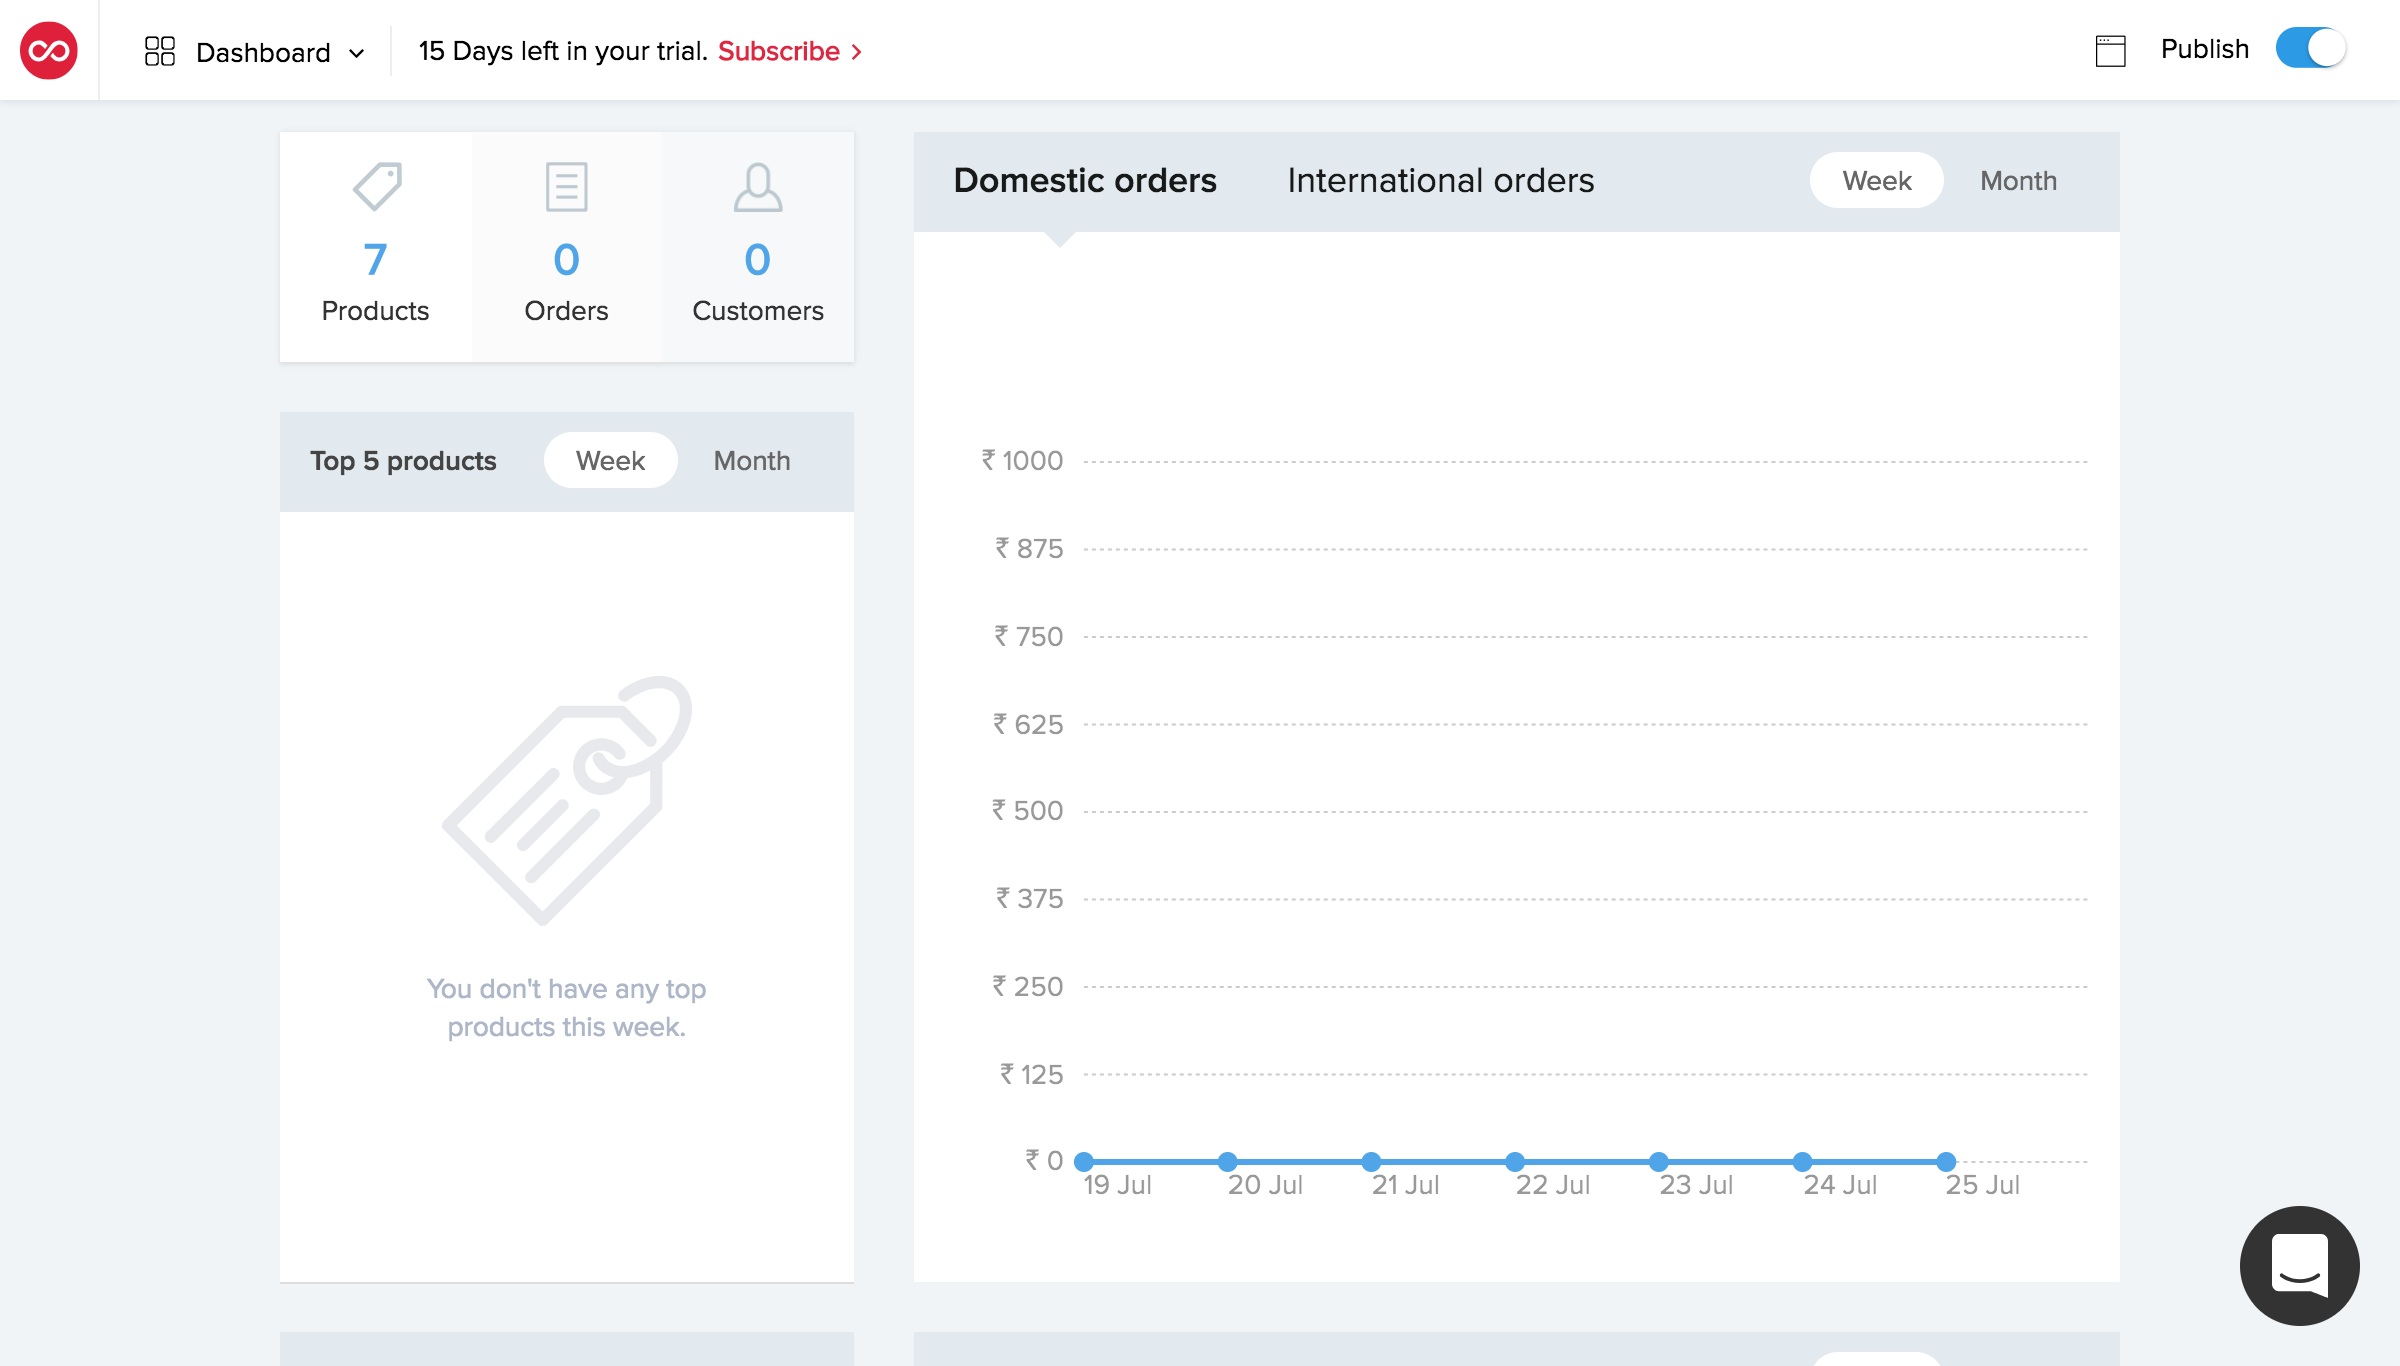 Dashboard
15 Days left in your trial. Subscribe
Publish
7
Products
0
Orders
0
Customers
Top 5 products
Week
Month
You don't have any top
products this week.
Domestic orders
International orders
Week
Month
₹ 1000
₹ 875
₹ 750
₹ 625
₹ 500
₹ 375
₹ 250
₹ 125
₹ 0
19 Jul
20 Jul
21 Jul
22 Jul
23 Jul
24 Jul
25 Jul